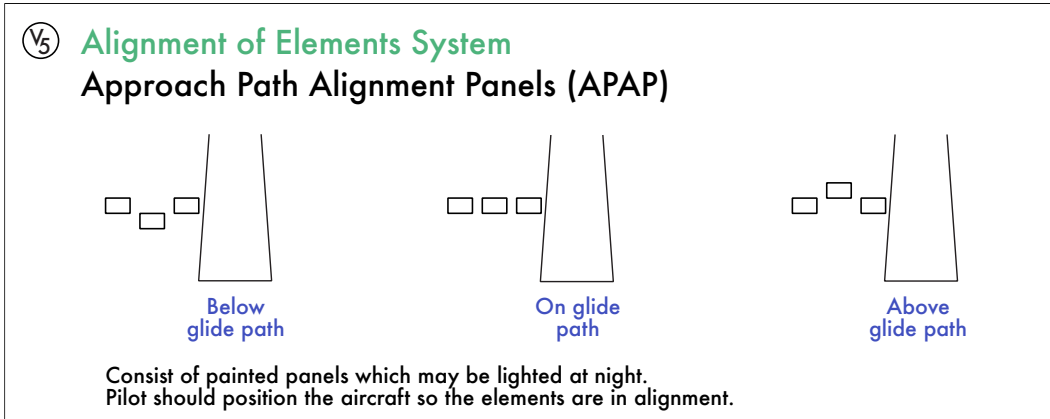 V5 Alignment of Elements System
Approach Path Alignment Panels (APAP)
Below
glide path
On glide
path
Above
glide path
Consist of painted panels which may be lighted at night.
Pilot should position the aircraft so the elements are in alignment.